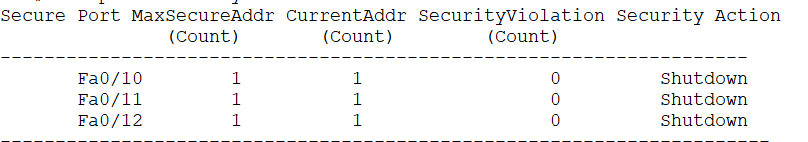 Secure Port MaxSecureAddr CurrentAddr SecurityViolation Security Action
(Count) (Count) (Count)
--------------------------------------------------------------------
Fa0/10 1 1 0 Shutdown
Fa0/11 1 1 0 Shutdown
Fa0/12 1 1 0 Shutdown
----------------------------------------------------------------------